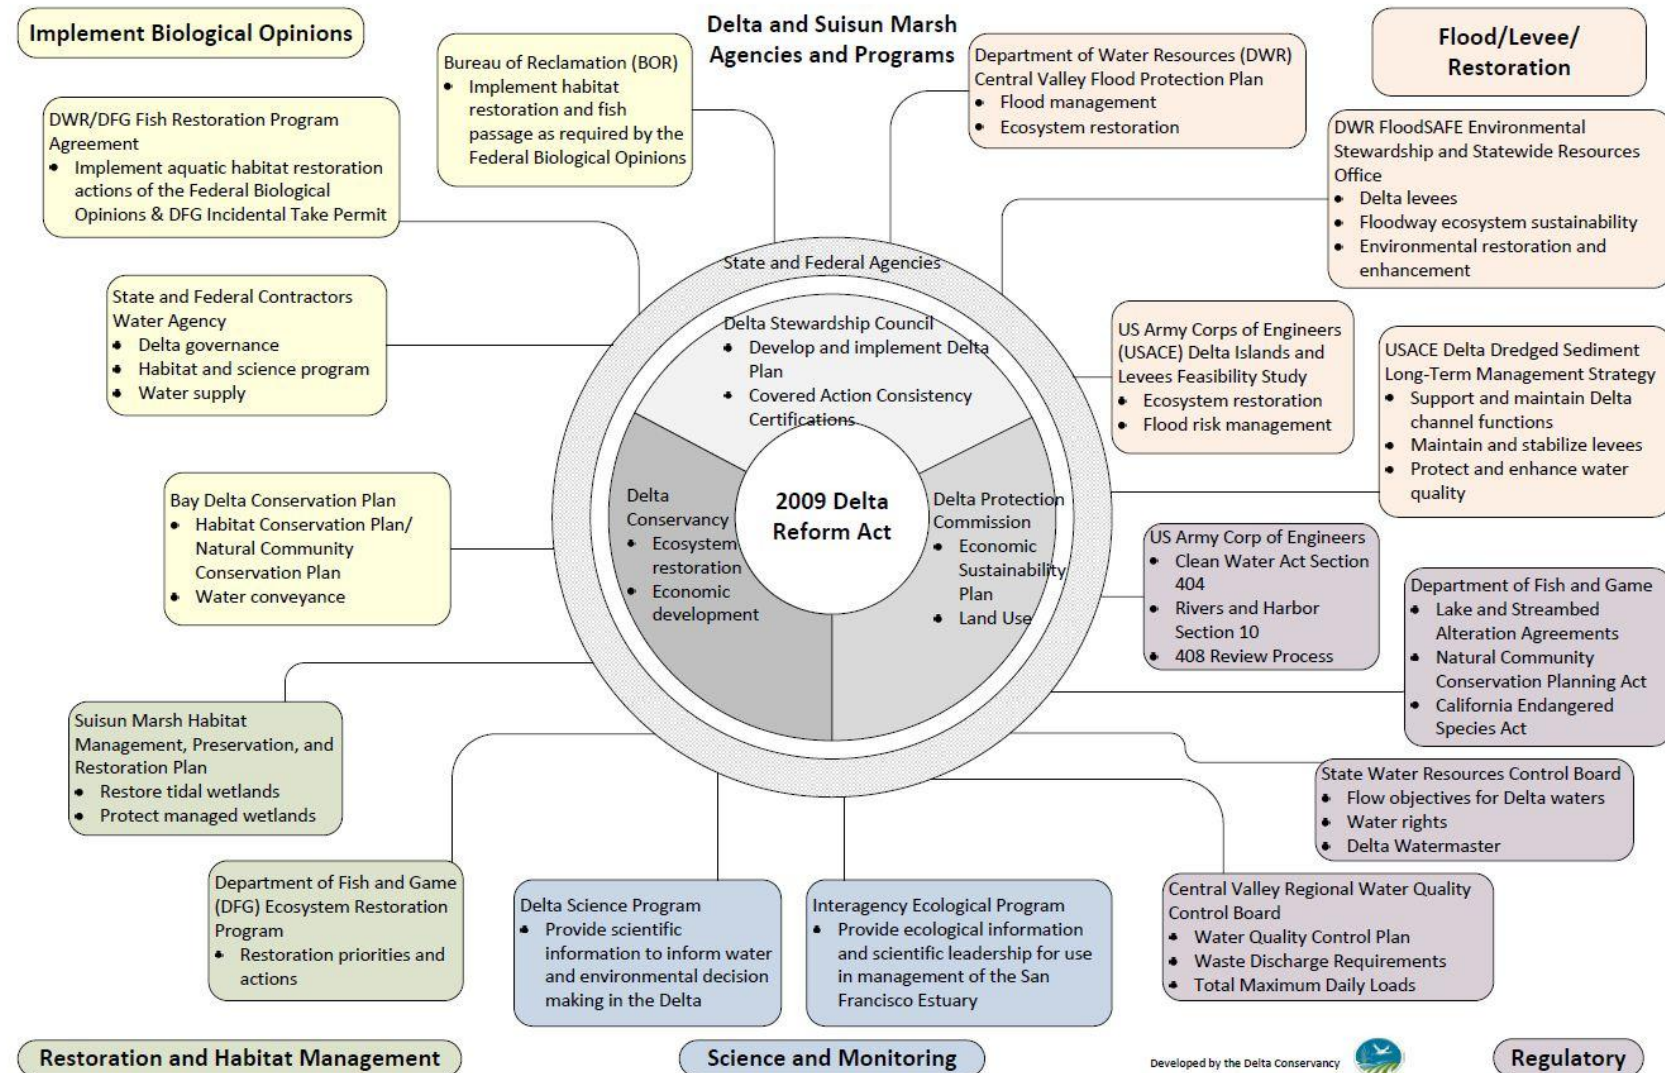 Implement Biological Opinions
Delta and Suisun Marsh
Agencies and Programs
Flood/Levee/
Restoration
Bureau of Reclamation (BOR)
• Implement habitat
restoration and fish
passage as required by the
Federal Biological Opinions
Department of Water Resources (DWR)
Central Valley Flood Protection Plan
• Flood management
• Ecosystem restoration
DWR/DFG Fish Restoration Program
Agreement
• Implement aquatic habitat restoration
actions of the Federal Biological
Opinions & DFG Incidental Take Permit
DWR FloodSAFE Environmental
Stewardship and Statewide Resources
Office
• Delta levees
• Floodway ecosystem sustainability
• Environmental restoration and
enhancement
State and Federal Agencies
State and Federal Contractors
Water Agency
• Delta governance
• Habitat and science program
• Water supply
Delta Stewardship Council
• Develop and implement Delta
Plan
• Covered Action Consistency
Certifications
US Army Corps of Engineers
(USACE) Delta Islands and
Levees Feasibility Study
• Ecosystem restoration
• Flood risk management
USACE Delta Dredged Sediment
Long-Term Management Strategy
• Support and maintain Delta
channel functions
• Maintain and stabilize levees
• Protect and enhance water
quality
Bay Delta Conservation Plan
• Habitat Conservation Plan/
Natural Community
Conservation Plan
• Water conveyance
Delta
Conservancy
• Ecosystem
restoration
• Economic
development
2009 Delta
Reform Act
Delta Protection
Commission
• Economic
Sustainability
Plan
• Land Use
US Army Corp of Engineers
• Clean Water Act Section
404
• Rivers and Harbor
Section 10
• 408 Review Process
Department of Fish and Game
• Lake and Streambed
Alteration Agreements
• Natural Community
Conservation Planning Act
• California Endangered
Species Act
Suisun Marsh Habitat
Management, Preservation, and
Restoration Plan
• Restore tidal wetlands
• Protect managed wetlands
State Water Resources Control Board
• Flow objectives for Delta waters
• Water rights
• Delta Watermaster
Department of Fish and Game
(DFG) Ecosystem Restoration
Program
• Restoration priorities and
actions
Delta Science Program
• Provide scientific
information to inform water
and environmental decision
making in the Delta
Interagency Ecological Program
• Provide ecological information
and scientific leadership for use
in management of the San
Francisco Estuary
Central Valley Regional Water Quality
Control Board
• Water Quality Control Plan
• Waste Discharge Requirements
• Total Maximum Daily Loads
Restoration and Habitat Management
Science and Monitoring
Developed by the Delta Conservancy
Regulatory